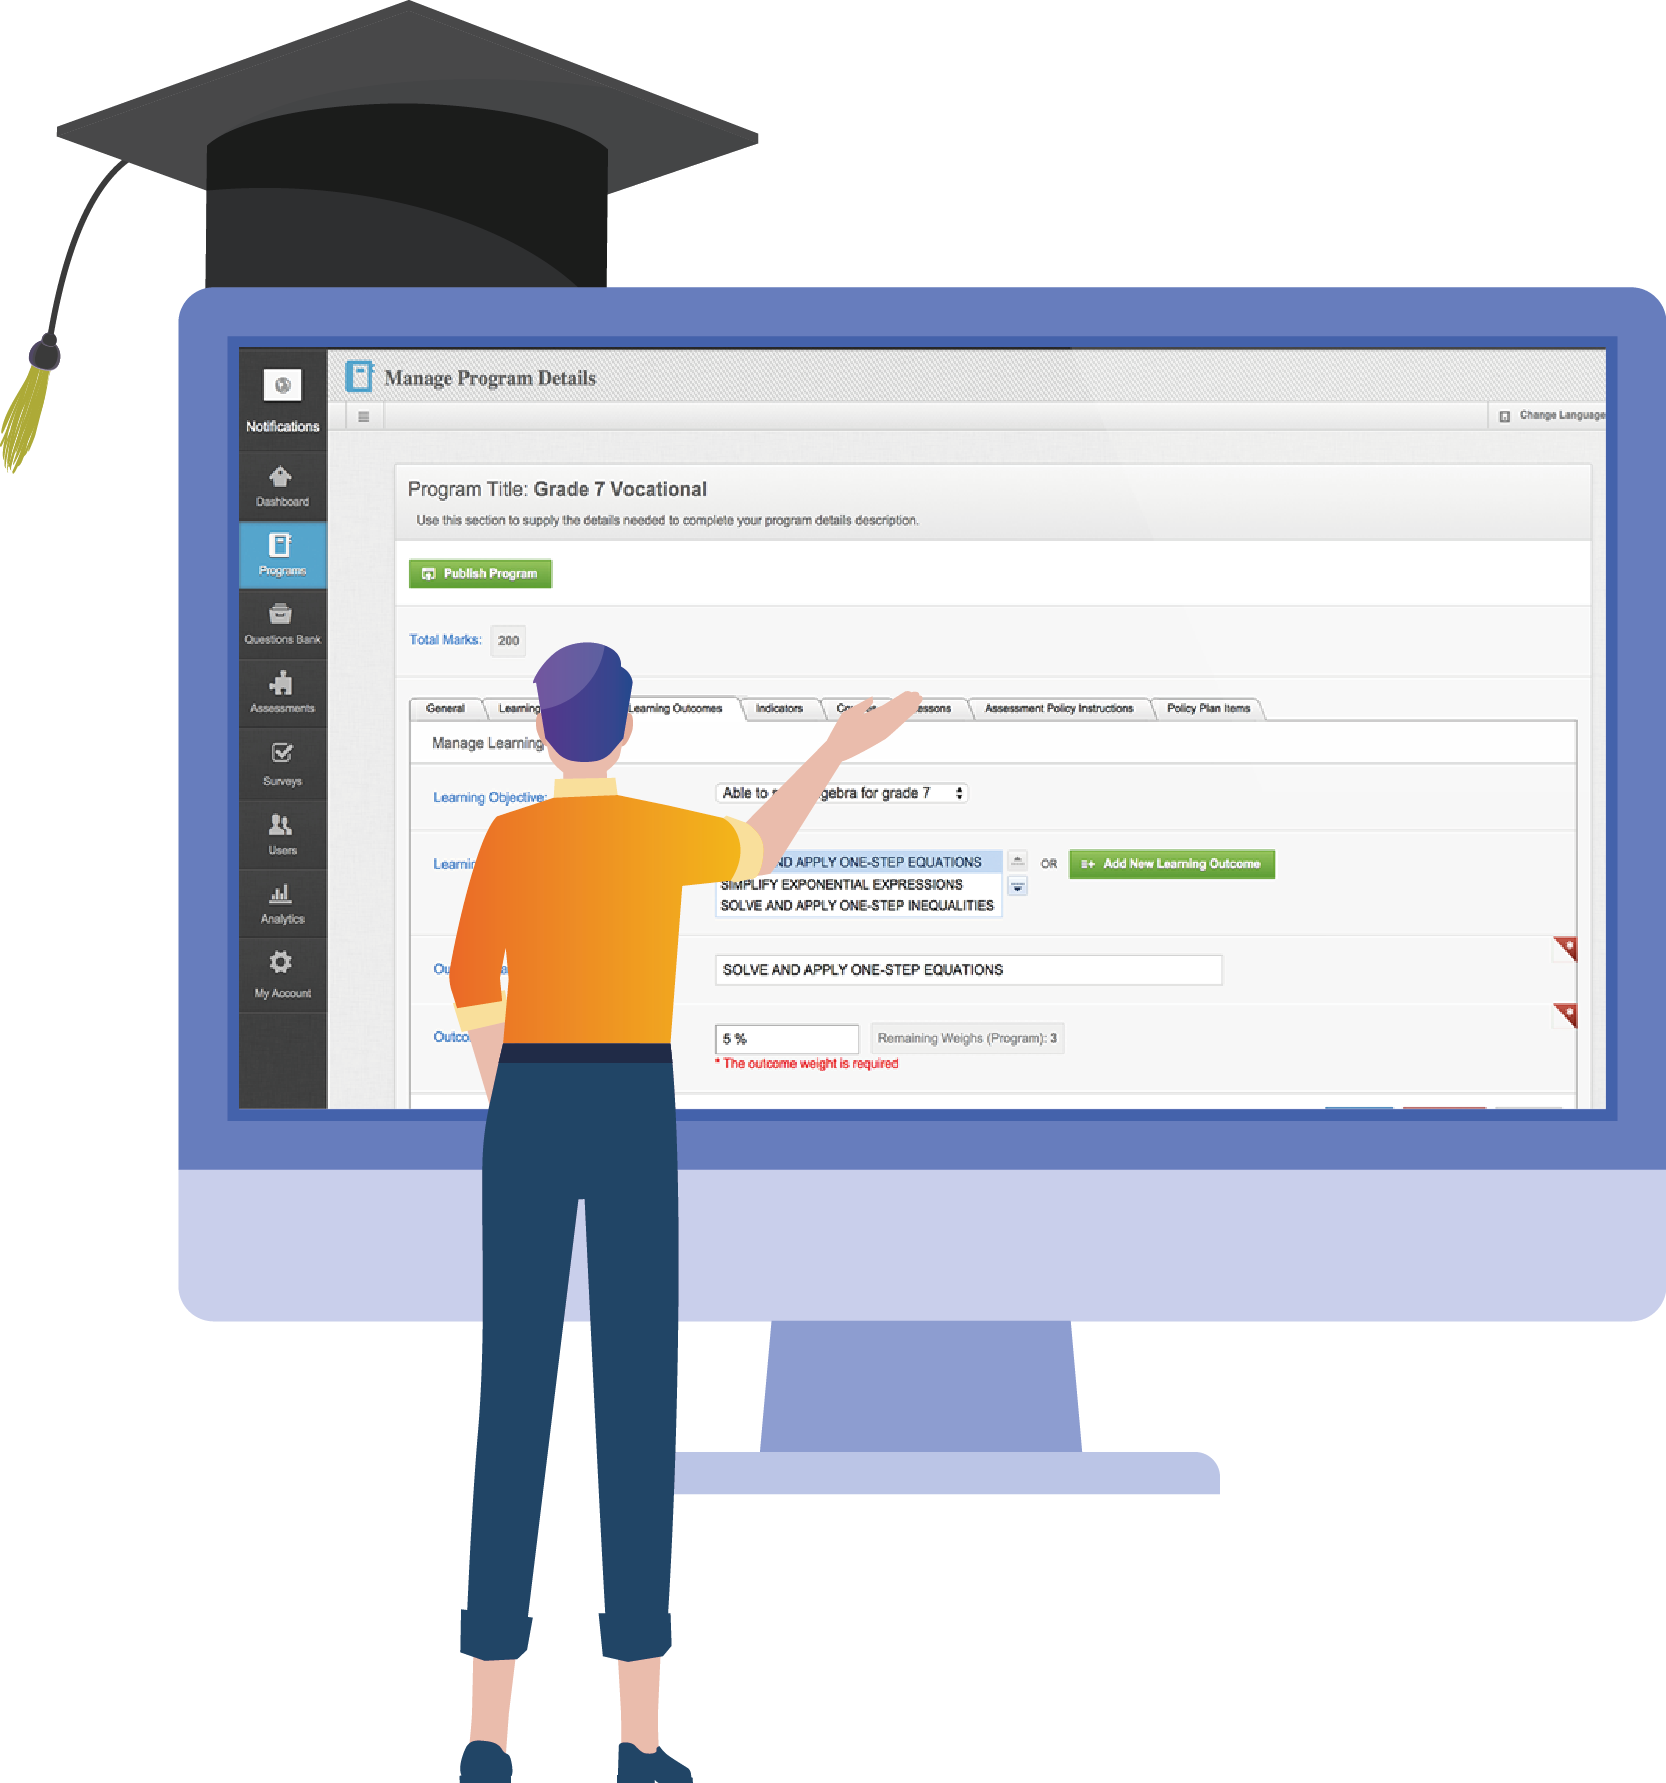 Manage Program Details
Notifications
Change Language
Dashboard
Programs
Questions Bank
Assessments
Surveys
Users
Analytics
My Account
Program Title: Grade 7 Vocational
Use this section to supply the details needed to complete your program details description.
Publish Program
Total Marks: 200
General Learning Learning Outcomes Indicators Assessment Policy Instructions Policy Plan Items
Manage Learning
Learning Objective: Able to gebra for grade 7
AND APPLY ONE-STEP EQUATIONS OR Add New Learning Outcome
SIMPLIFY EXPONENTIAL EXPRESSIONS
SOLVE AND APPLY ONE-STEP INEQUALITIES
SOLVE AND APPLY ONE-STEP EQUATIONS
5 % Remaining Weighs (Program): 3
* The outcome weight is required